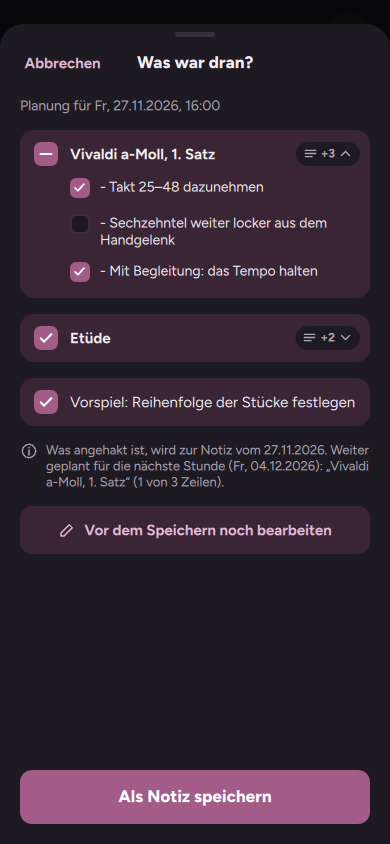 Abbrechen
Was war dran?
Planung für Fr, 27.11.2026, 16:00
Vivaldi a-Moll, 1. Satz
+3
- Takt 25–48 dazunehmen
- Sechzehntel weiter locker aus dem
Handgelenk
- Mit Begleitung: das Tempo halten
Etüde
+2
Vorspiel: Reihenfolge der Stücke festlegen
Was angehakt ist, wird zur Notiz vom 27.11.2026. Weiter
geplant für die nächste Stunde (Fr, 04.12.2026): „Vivaldi
a-Moll, 1. Satz“ (1 von 3 Zeilen).
Vor dem Speichern noch bearbeiten
Als Notiz speichern